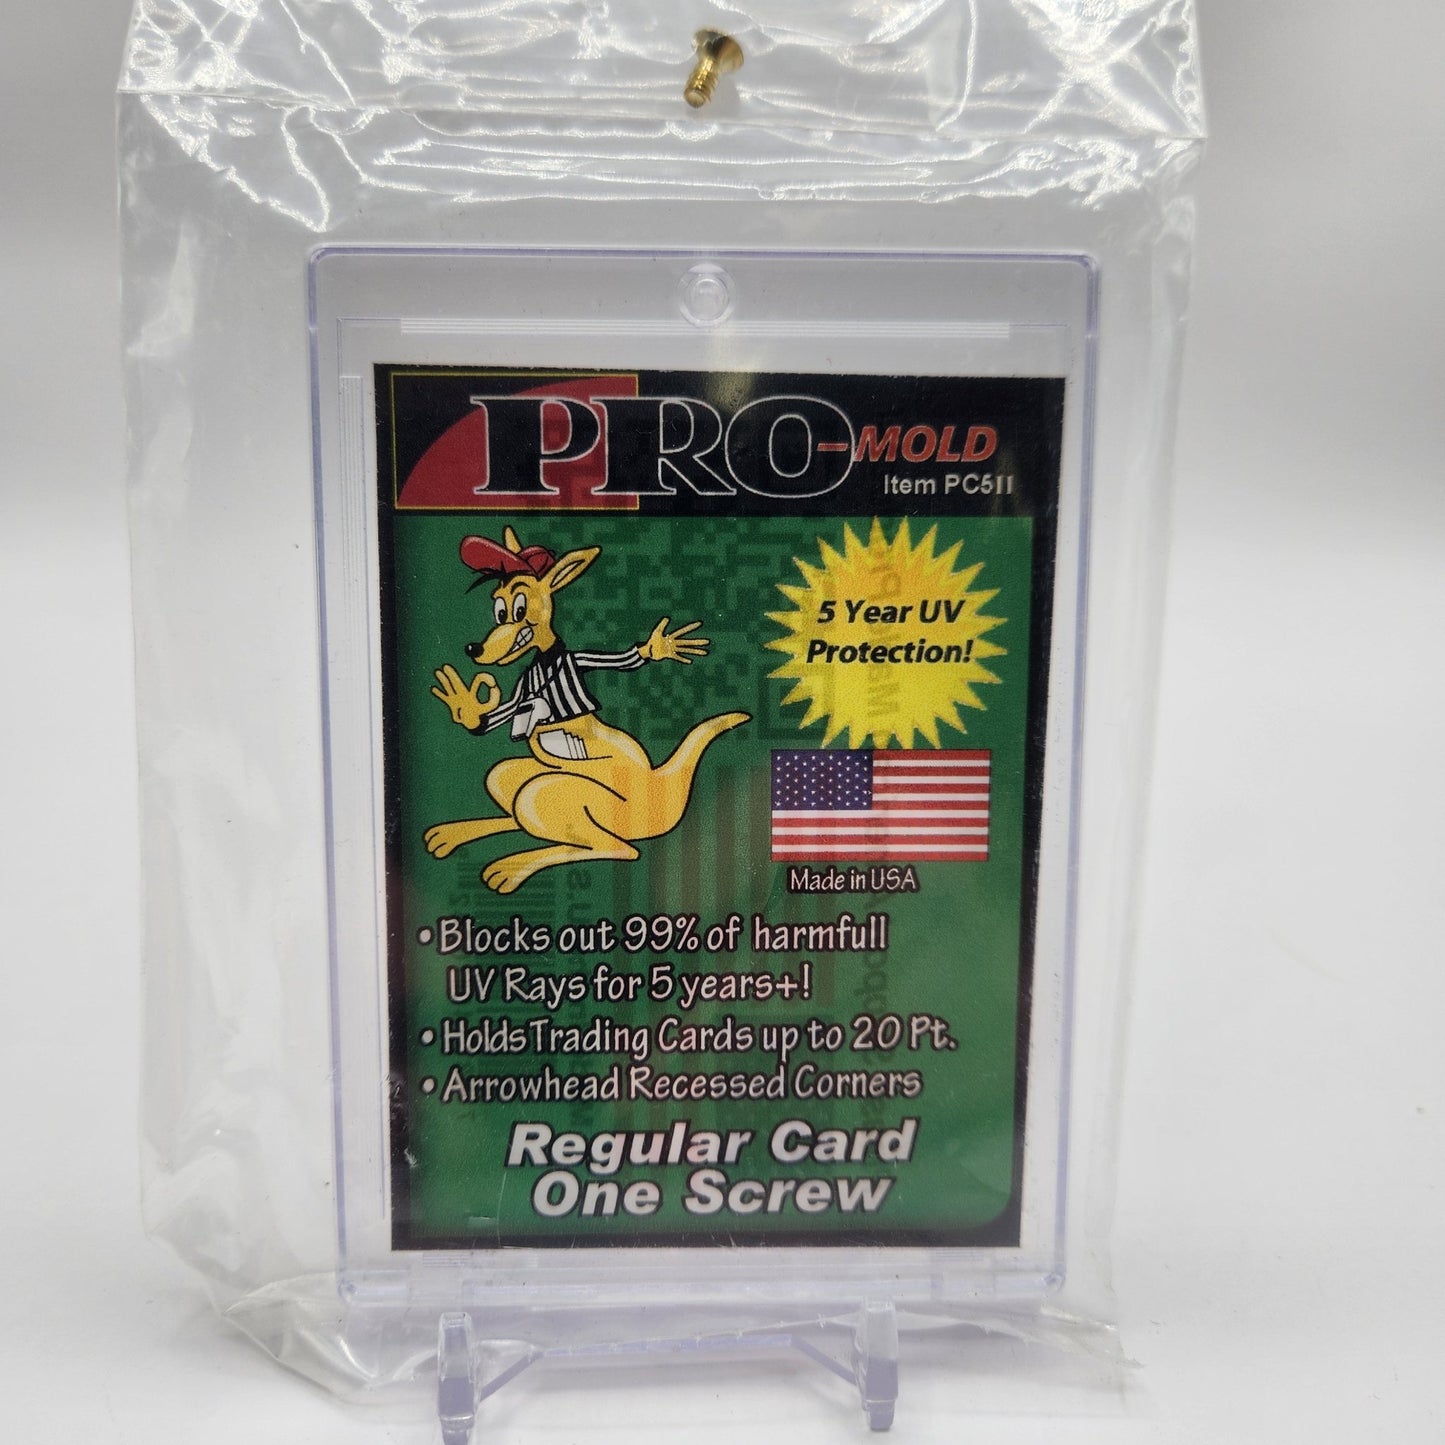 PRO-MOLD
Item PC5II
5 Year UV
Protection!
Made in USA
•Blocks out 99% of harmfull
UV Rays for 5 years+!
•Holds Trading Cards up to 20 Pt.
•Arrowhead Recessed Corners
Regular Card
One Screw